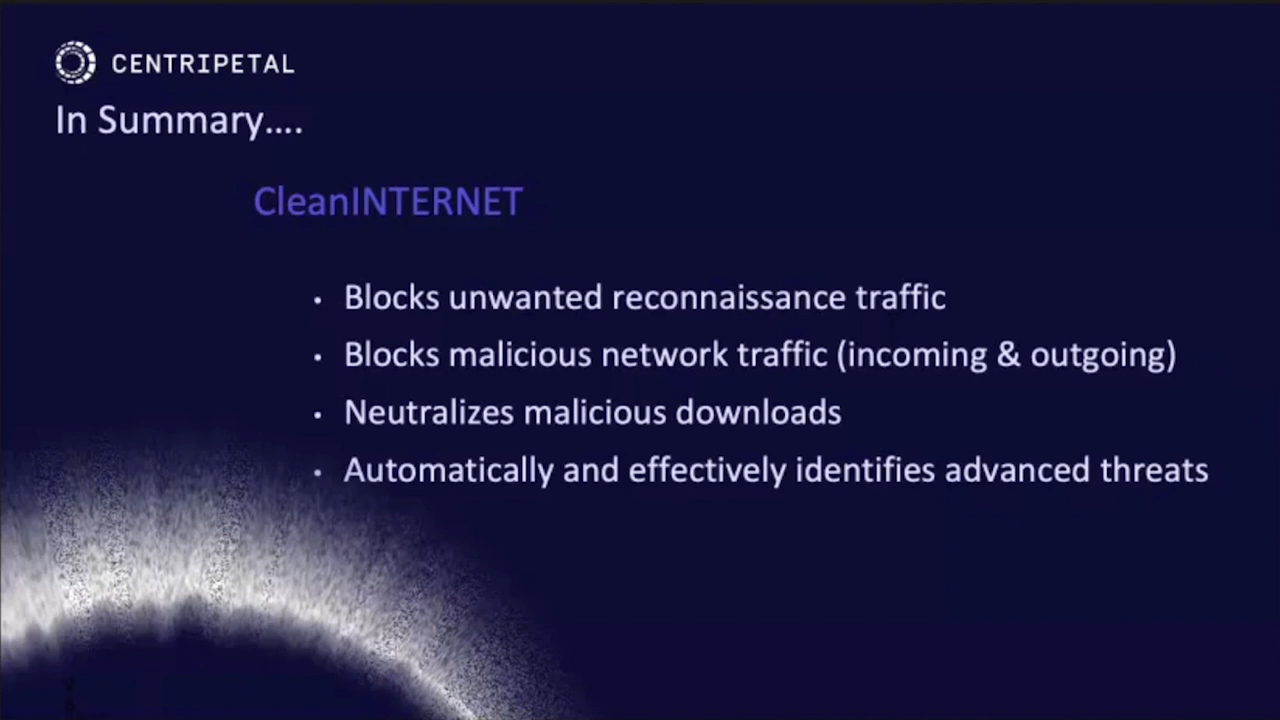 CENTRIPETAL
In Summary....
CleanINTERNET
• Blocks unwanted reconnaissance traffic
• Blocks malicious network traffic (incoming & outgoing)
• Neutralizes malicious downloads
• Automatically and effectively identifies advanced threats